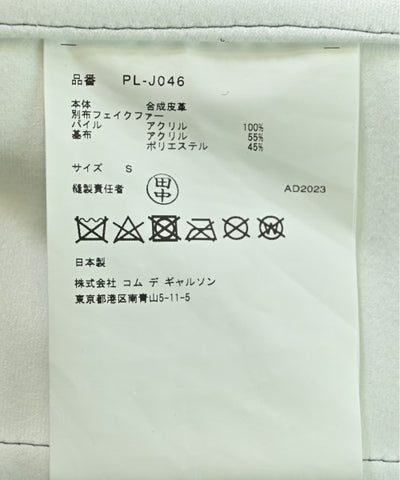 品番 PL-J046
本体 合成皮革
別布フェイクファー
パイル アクリル 100%
基布 アクリル 55%
ポリエステル 45%
サイズ S
縫製責任者 田中 AD2023
日本製
株式会社 コム デ ギャルソン
東京都港区南青山5-11-5